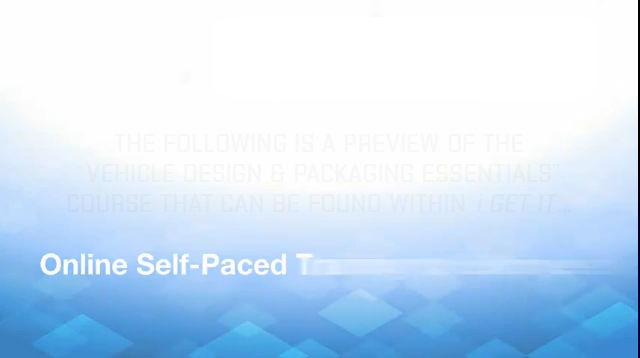 THE FOLLOWING IS A PREVIEW OF THE
"VEHICLE DESIGN & PACKAGING ESSENTIALS"
COURSE THAT CAN BE FOUND WITHIN i GET IT...
Online Self-Paced T